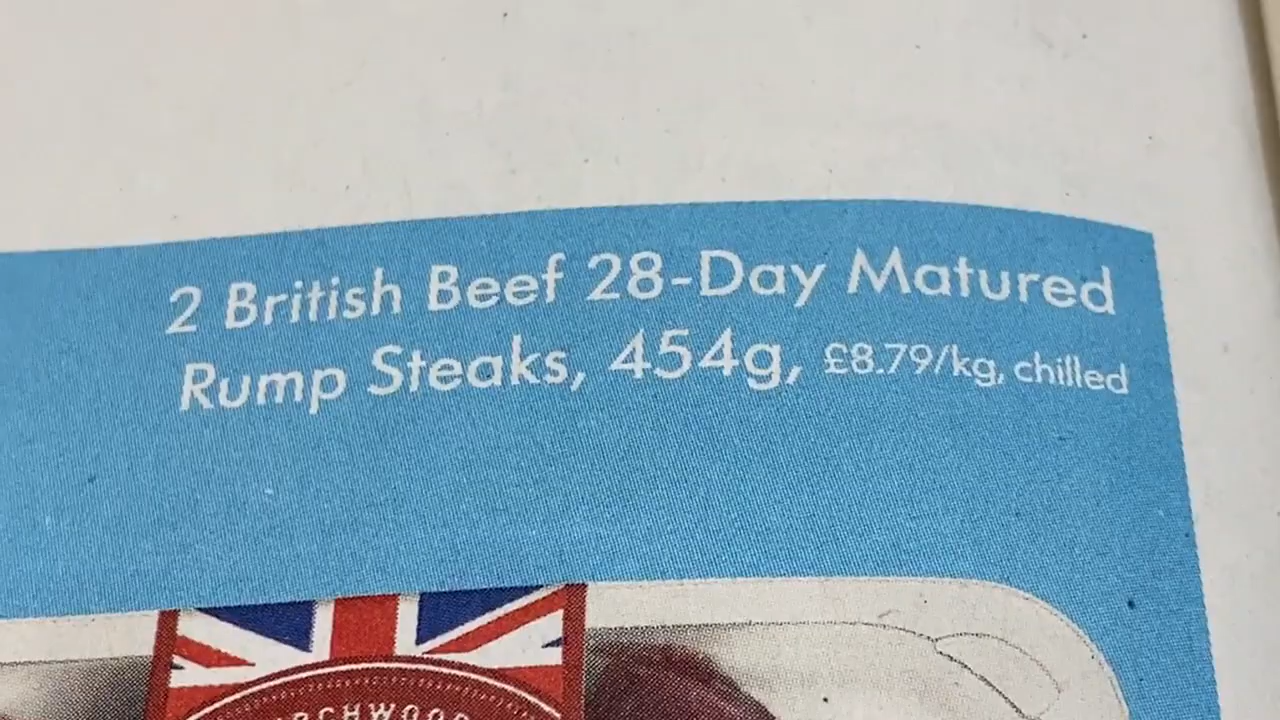 2 British Beef 28-Day Matured
Rump Steaks, 454g, £8.79/kg, chilled